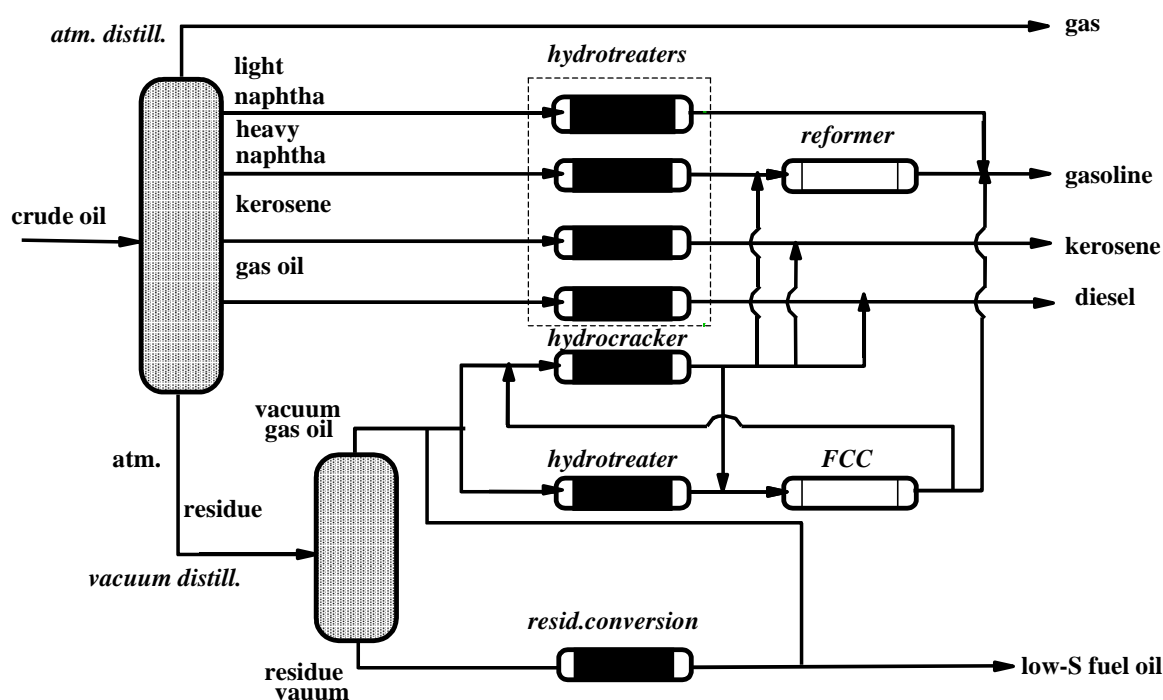 atm. distill.
gas
hydrotreaters
light
naphtha
heavy
naphtha
reformer
gasoline
kerosene
crude oil
kerosene
gas oil
diesel
hydrocracker
vacuum
gas oil
atm.
hydrotreater
FCC
residue
vacuum distill.
resid.conversion
low-S fuel oil
residue
vauum